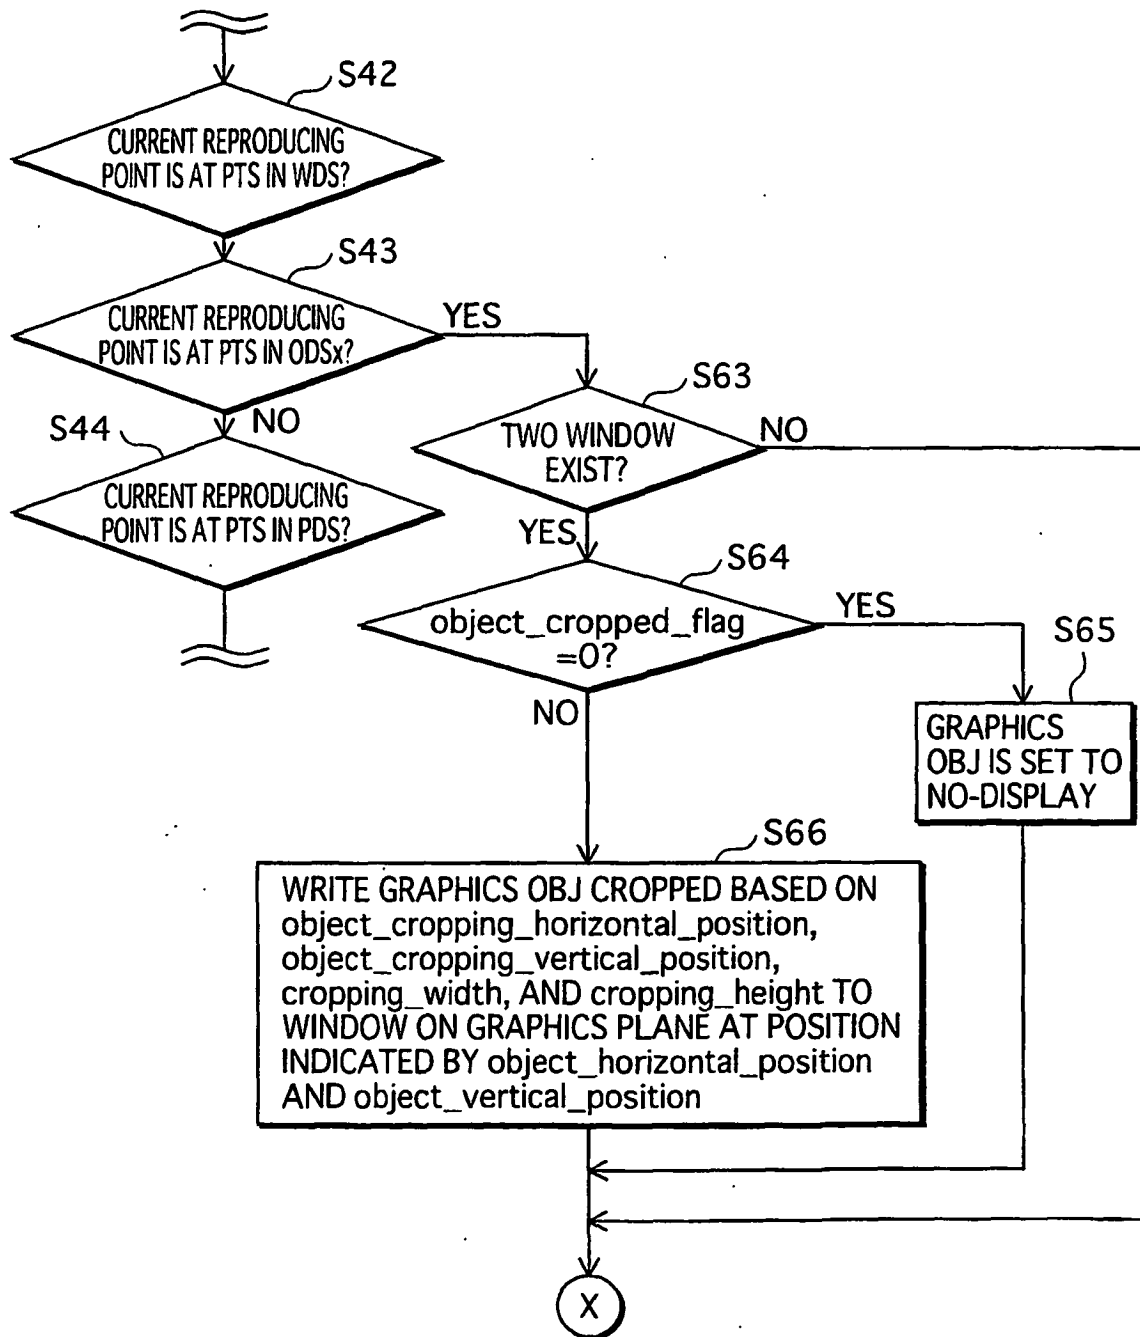 S42
CURRENT REPRODUCING
POINT IS AT PTS IN WDS?
S43
CURRENT REPRODUCING
POINT IS AT PTS IN ODSx?
YES
NO
S44
CURRENT REPRODUCING
POINT IS AT PTS IN PDS?
S63
TWO WINDOW
EXIST?
NO
YES
S64
object_cropped_flag
=0?
YES
NO
S65
GRAPHICS
OBJ IS SET TO
NO-DISPLAY
S66
WRITE GRAPHICS OBJ CROPPED BASED ON
object_cropping_horizontal_position,
object_cropping_vertical_position,
cropping_width, AND cropping_height TO
WINDOW ON GRAPHICS PLANE AT POSITION
INDICATED BY object_horizontal_position
AND object_vertical_position
X